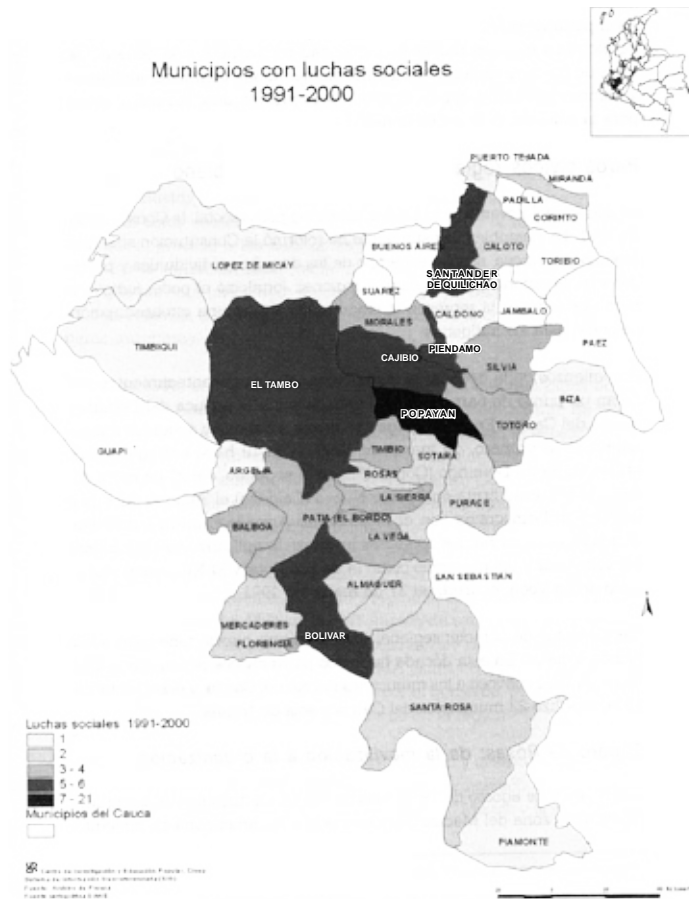 Municipios con luchas sociales
1991-2000
PUERTO TEJADA
MIRANDA
PADILLA
CORINTO
BUENOS AIRES
CALOTO
LOPEZ DE MICAY
TORIBIO
SANTANDER
DE QUILICHAO
SUAREZ
CALDONO
JAMBALO
MORALES
TIMBIQUI
PIENDAMO
PAEZ
CAJIBIO
SILVIA
EL TAMBO
INZA
POPAYAN
TOTORO
GUAPI
TIMBIO
SOTARA
ARGELIA
ROSAS
LA SIERRA
PURACE
PATIA (EL BORDO)
BALBOA
LA VEGA
SAN SEBASTIAN
ALMAGUER
MERCADERES
BOLIVAR
FLORENCIA
SANTA ROSA
Luchas sociales 1991-2000
1
2
3 - 4
5 - 6
7 - 21
Municipios del Cauca
PIAMONTE